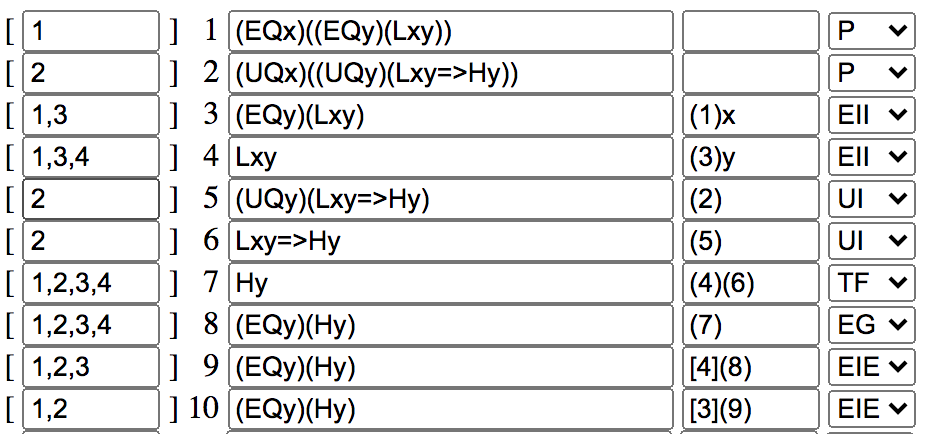 [ 1 ] 1 (EQx)((EQy)(Lxy)) P
[ 2 ] 2 (UQx)((UQy)(Lxy=>Hy)) P
[ 1,3 ] 3 (EQy)(Lxy) (1)x EII
[ 1,3,4 ] 4 Lxy (3)y EII
[ 2 ] 5 (UQy)(Lxy=>Hy) (2) UI
[ 2 ] 6 Lxy=>Hy (5) UI
[ 1,2,3,4 ] 7 Hy (4)(6) TF
[ 1,2,3,4 ] 8 (EQy)(Hy) (7) EG
[ 1,2,3 ] 9 (EQy)(Hy) [4](8) EIE
[ 1,2 ] 10 (EQy)(Hy) [3](9) EIE